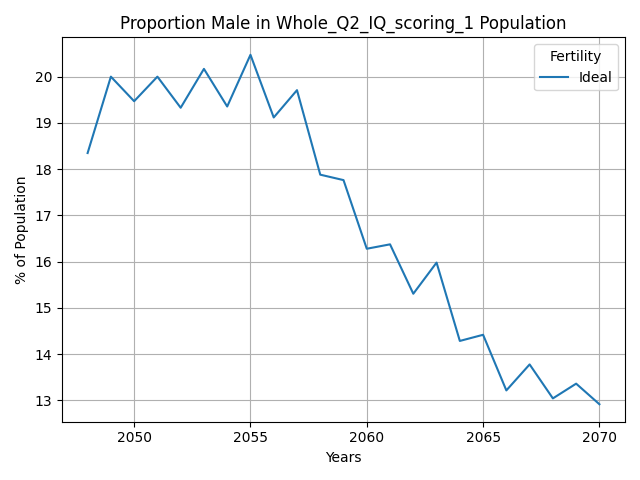 Proportion Male in Whole_Q2_IQ_scoring_1 Population
Fertility
Ideal
% of Population
20
19
18
17
16
15
14
13
2050
2055
2060
2065
2070
Years